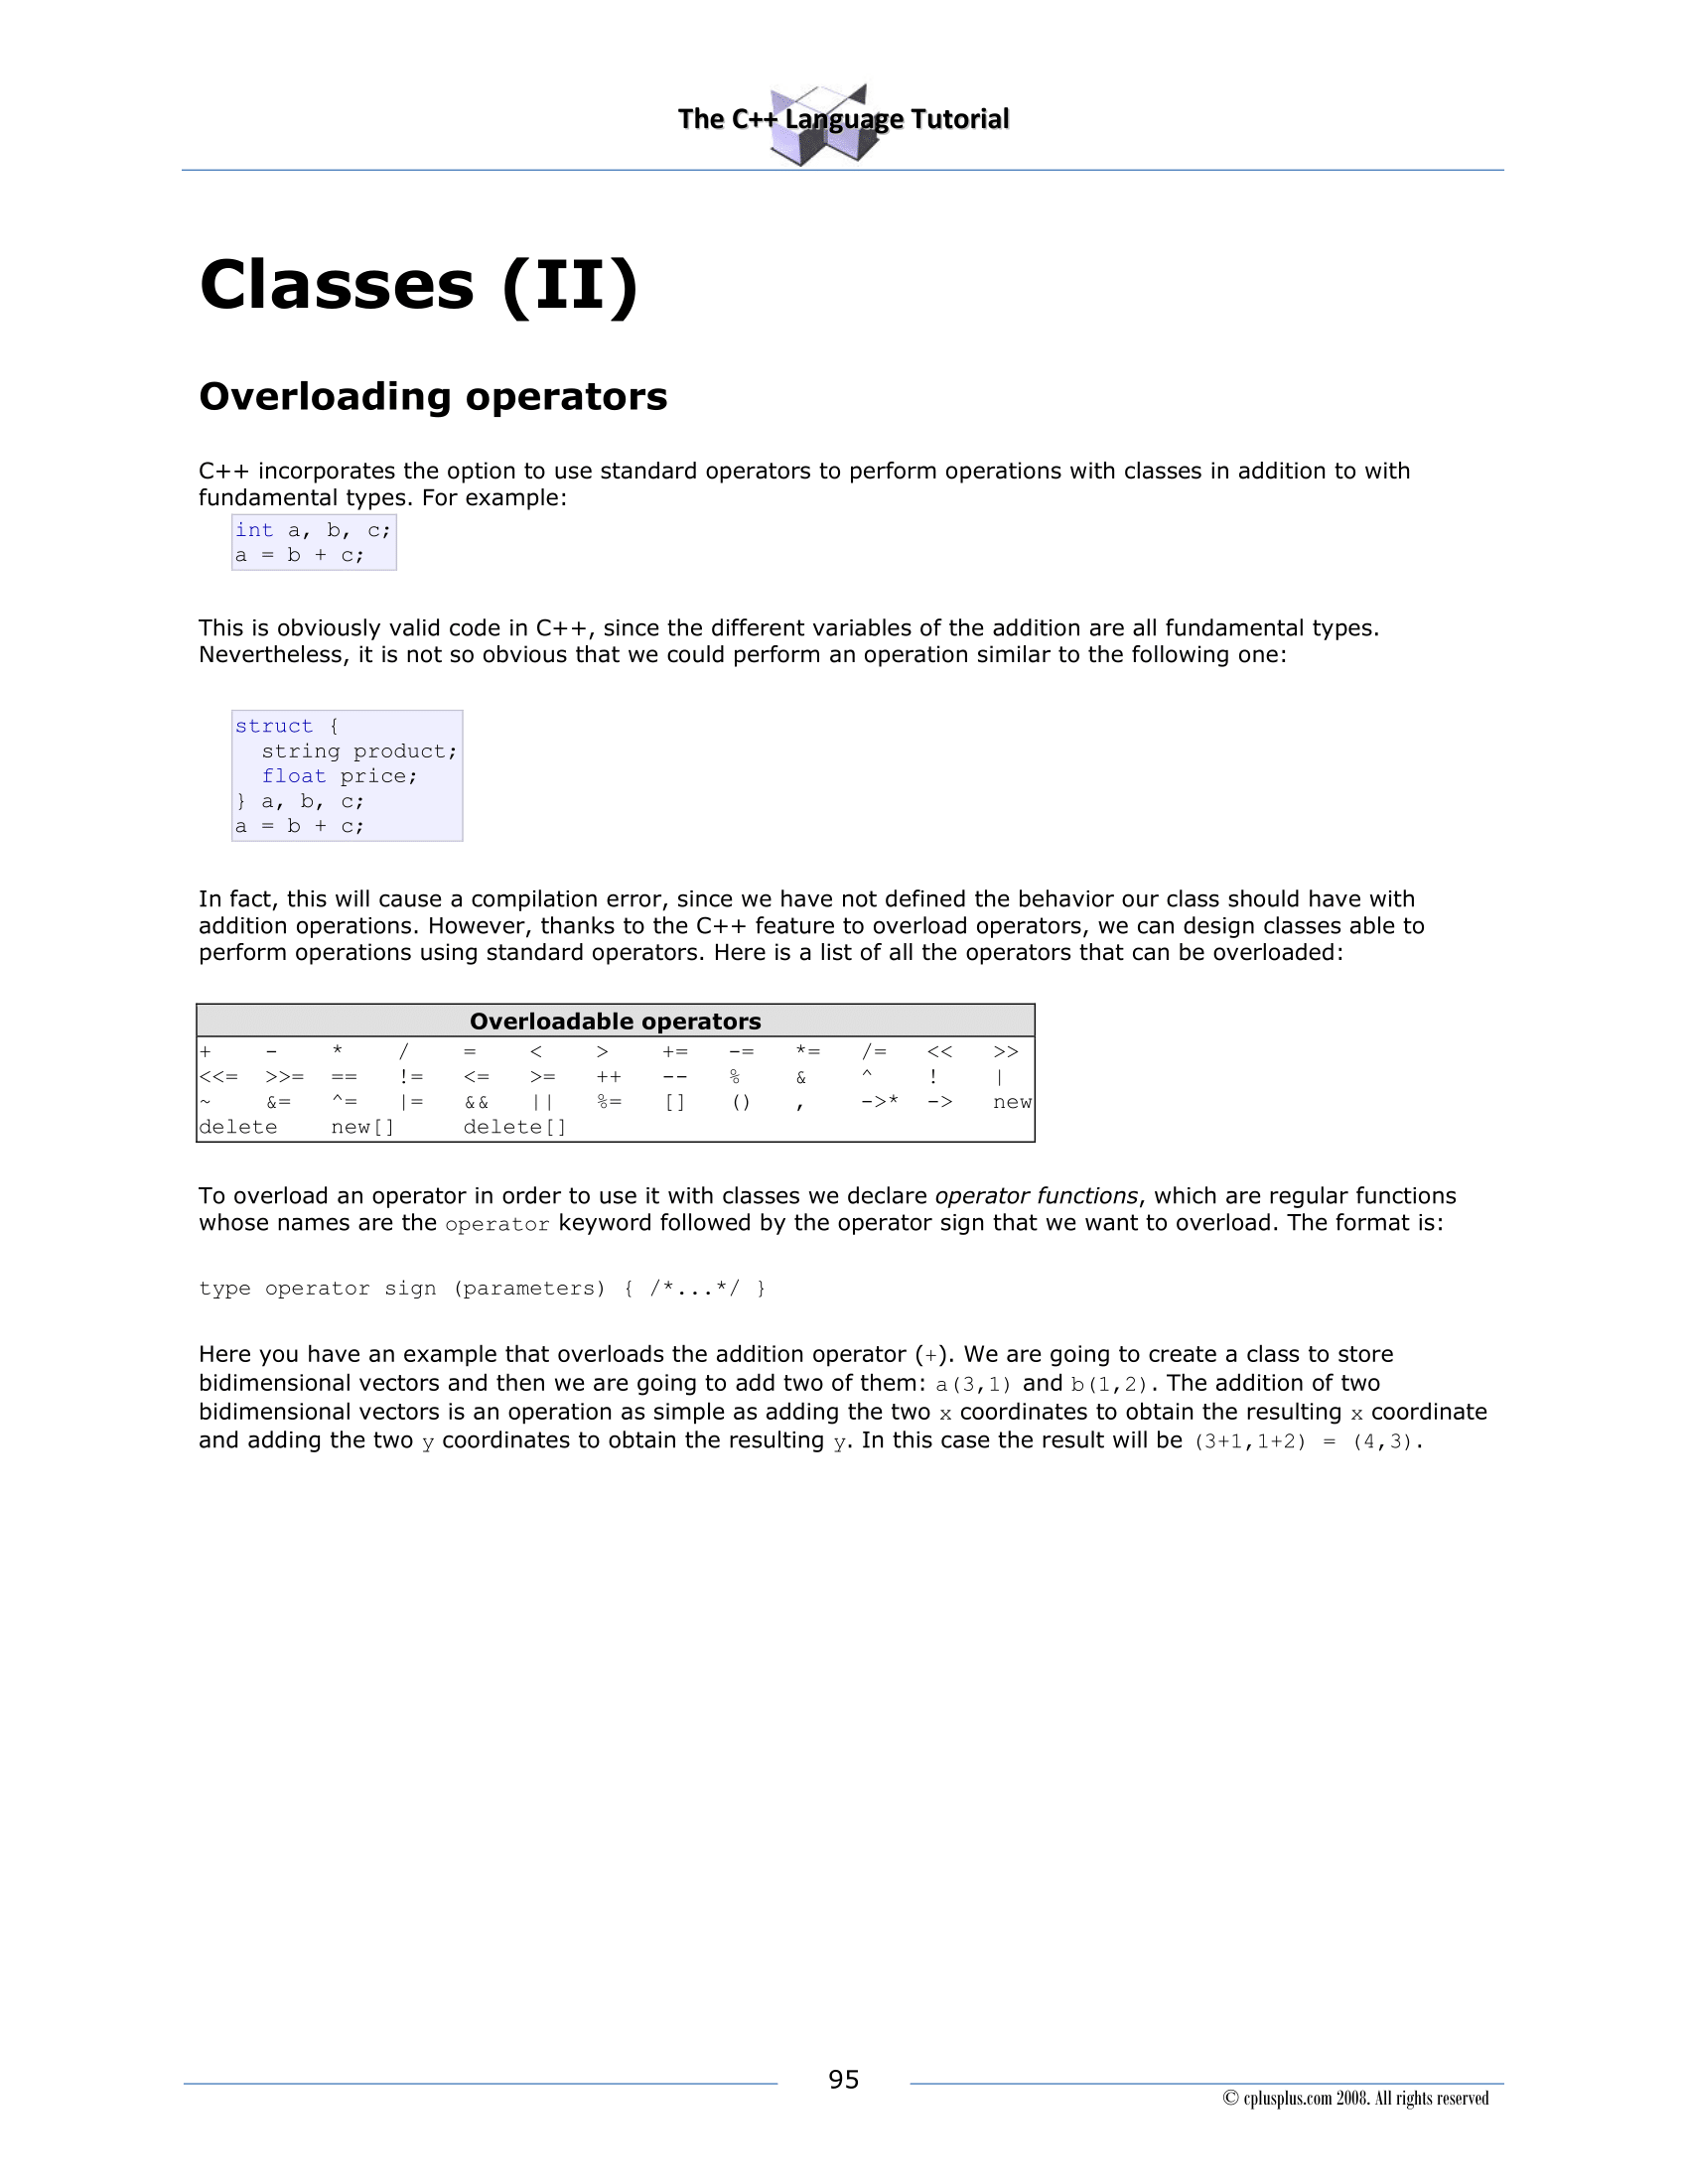 The C++ Language Tutorial
Classes (II)
Overloading operators
C++ incorporates the option to use standard operators to perform operations with classes in addition to with
fundamental types. For example:
int a, b, c;
a = b + c;
This is obviously valid code in C++, since the different variables of the addition are all fundamental types.
Nevertheless, it is not so obvious that we could perform an operation similar to the following one:
struct {
  string product;
  float price;
} a, b, c;
a = b + c;
In fact, this will cause a compilation error, since we have not defined the behavior our class should have with
addition operations. However, thanks to the C++ feature to overload operators, we can design classes able to
perform operations using standard operators. Here is a list of all the operators that can be overloaded:
Overloadable operators
+    -    *    /    =    <    >    +=   -=   *=   /=   <<   >>
<<=  >>=  ==   !=   <=   >=   ++   --   %    &    ^    !    |
~    &=   ^=   |=   &&   ||   %=   []   ()   ,    ->*  ->   new
delete    new[]     delete[]
To overload an operator in order to use it with classes we declare operator functions, which are regular functions
whose names are the operator keyword followed by the operator sign that we want to overload. The format is:
type operator sign (parameters) { /*...*/ }
Here you have an example that overloads the addition operator (+). We are going to create a class to store
bidimensional vectors and then we are going to add two of them: a(3,1) and b(1,2). The addition of two
bidimensional vectors is an operation as simple as adding the two x coordinates to obtain the resulting x coordinate
and adding the two y coordinates to obtain the resulting y. In this case the result will be (3+1,1+2) = (4,3).
95
© cplusplus.com 2008. All rights reserved